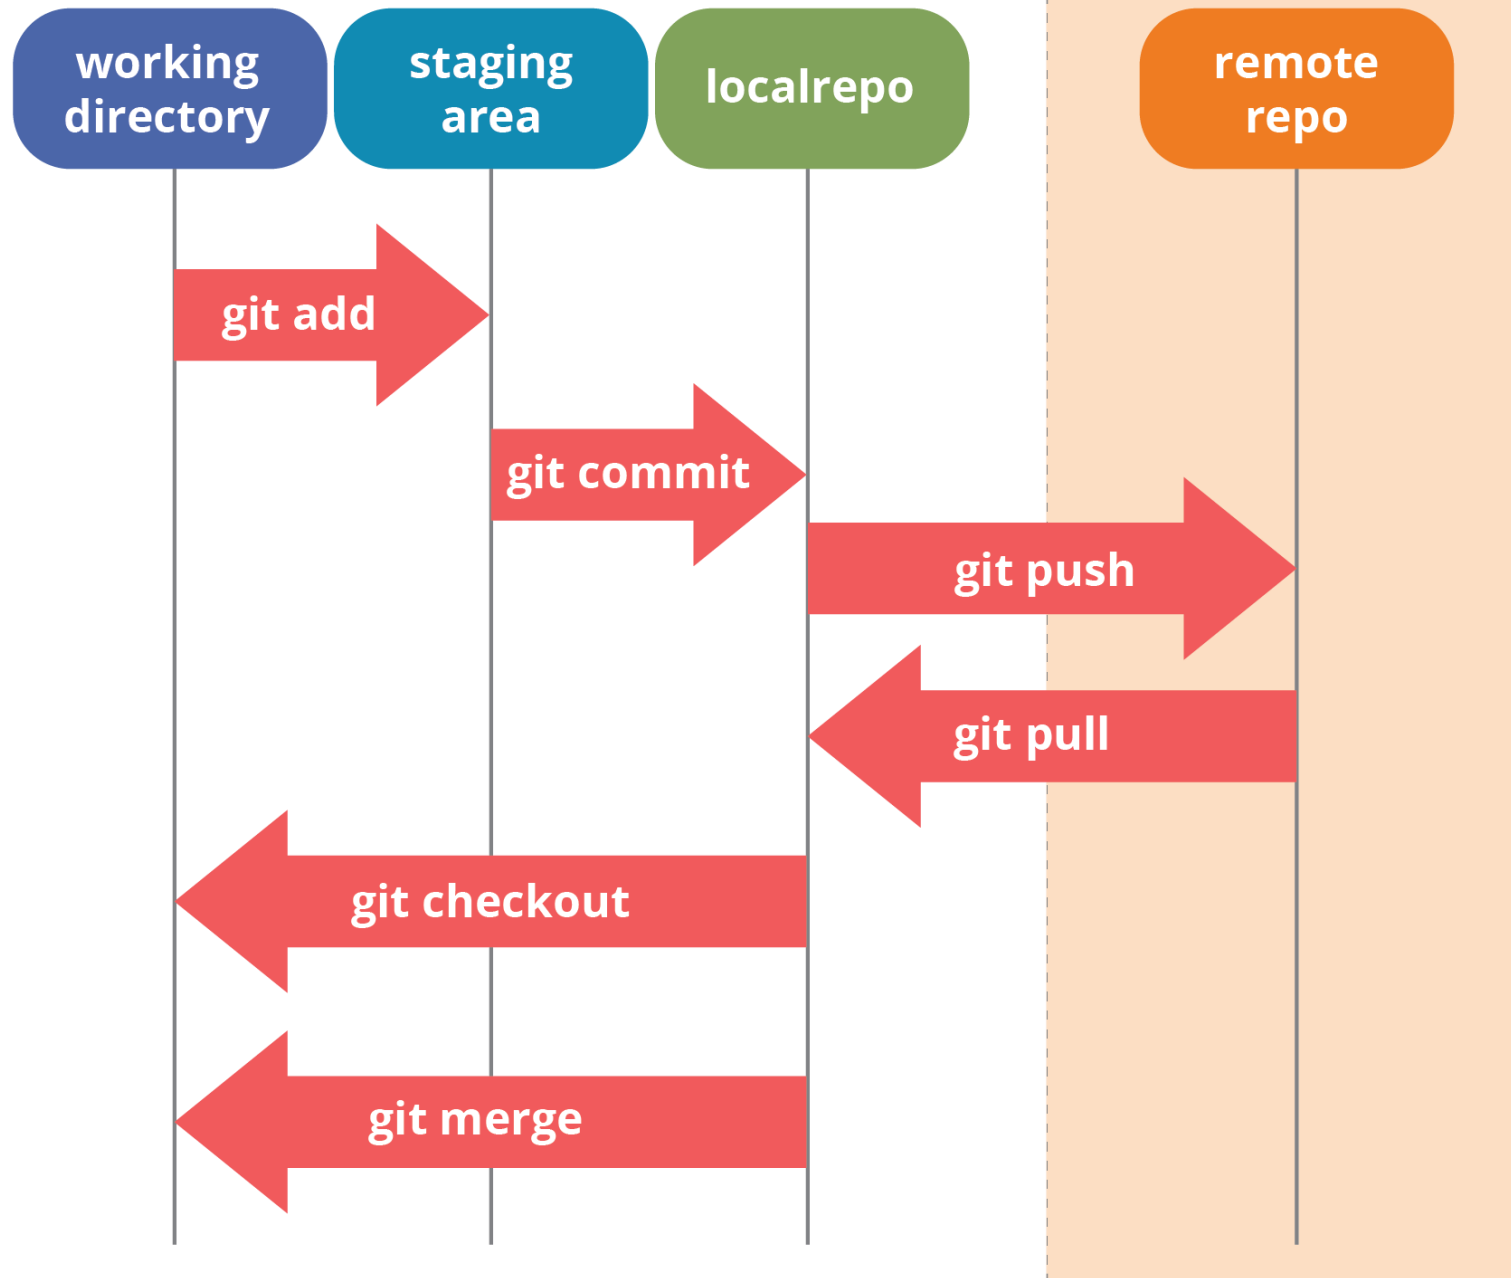 working
directory
staging
area
localrepo
remote
repo
git add
git commit
git push
git pull
git checkout
git merge